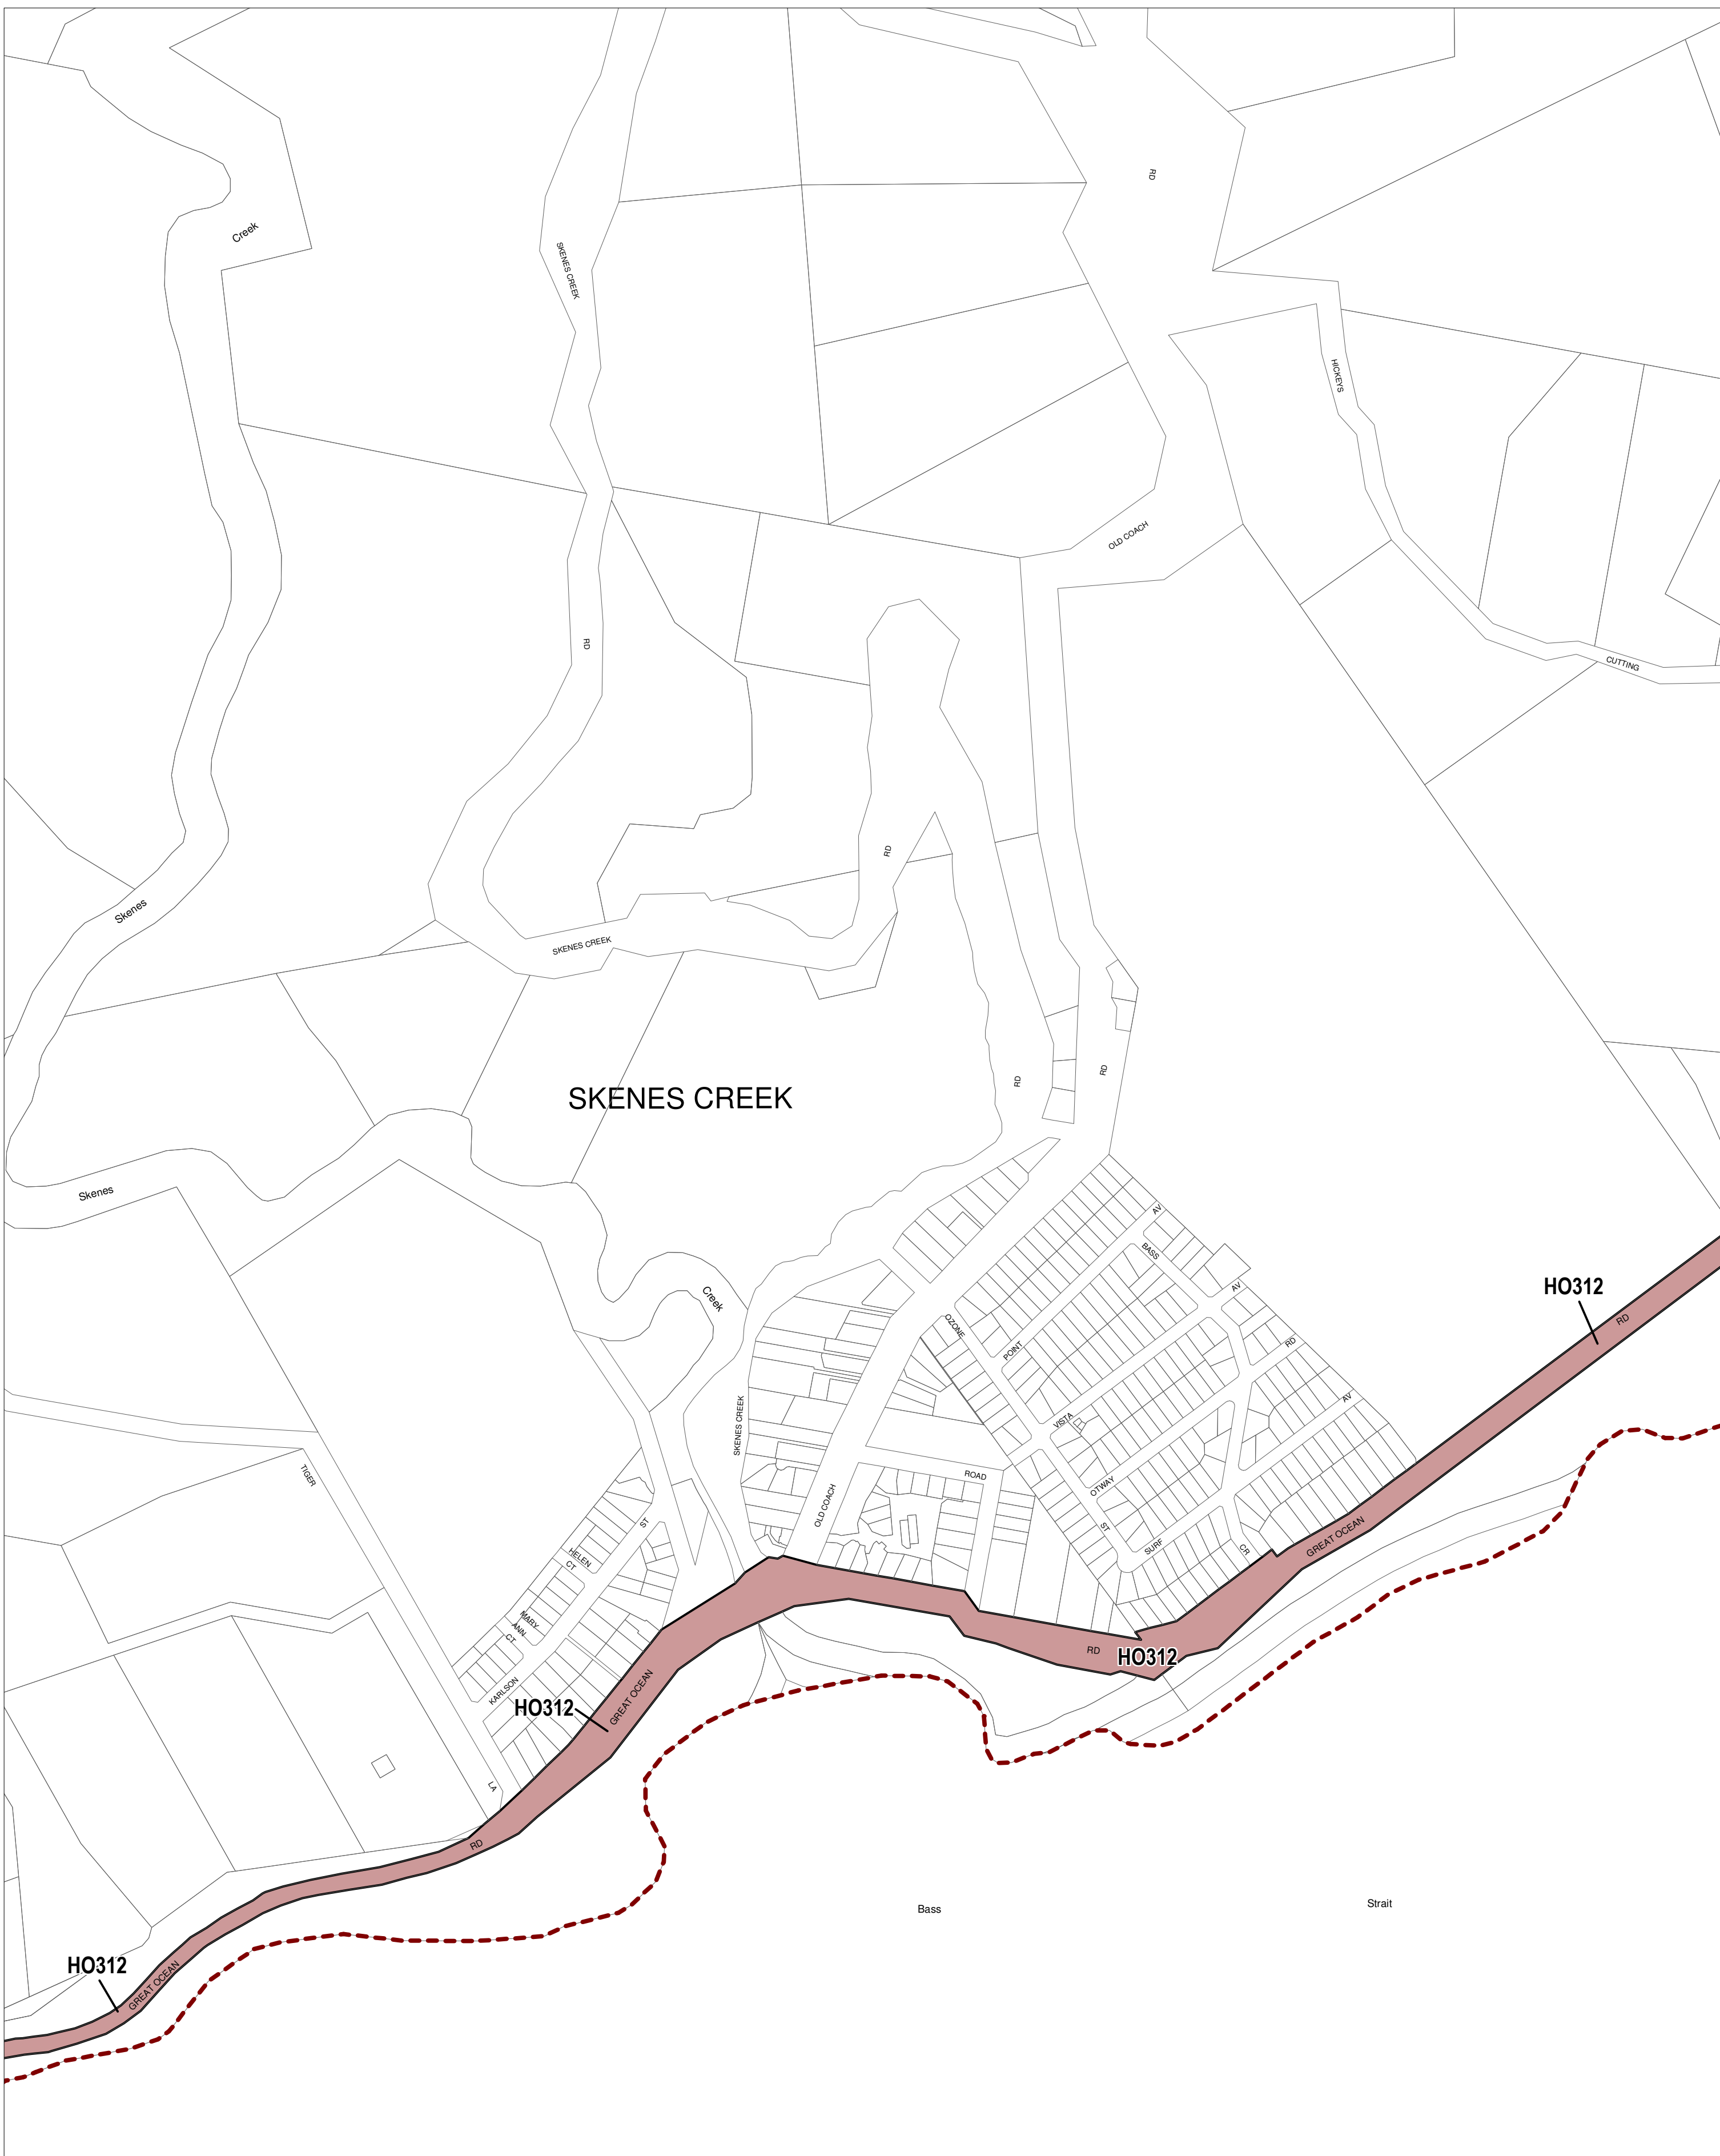 RD
Creek
SKENES CREEK
HICKEYS
OLD COACH
RD
CUTTING
RD
Skenes
SKENES CREEK
RD
RD
SKENES CREEK
Skenes
AV
BASS
Creek
AV
HO312
RD
OZONE
RD
POINT
AV
VISTA
SKENES CREEK
TIGER
ROAD
OTWAY
OLD COACH
ST
ST
GREAT OCEAN
SURF
CR
HELEN
CT
MARY
ANN
CT
RD
HO312
KARLSON
GREAT OCEAN
HO312
LA
RD
Bass
Strait
HO312
GREAT OCEAN